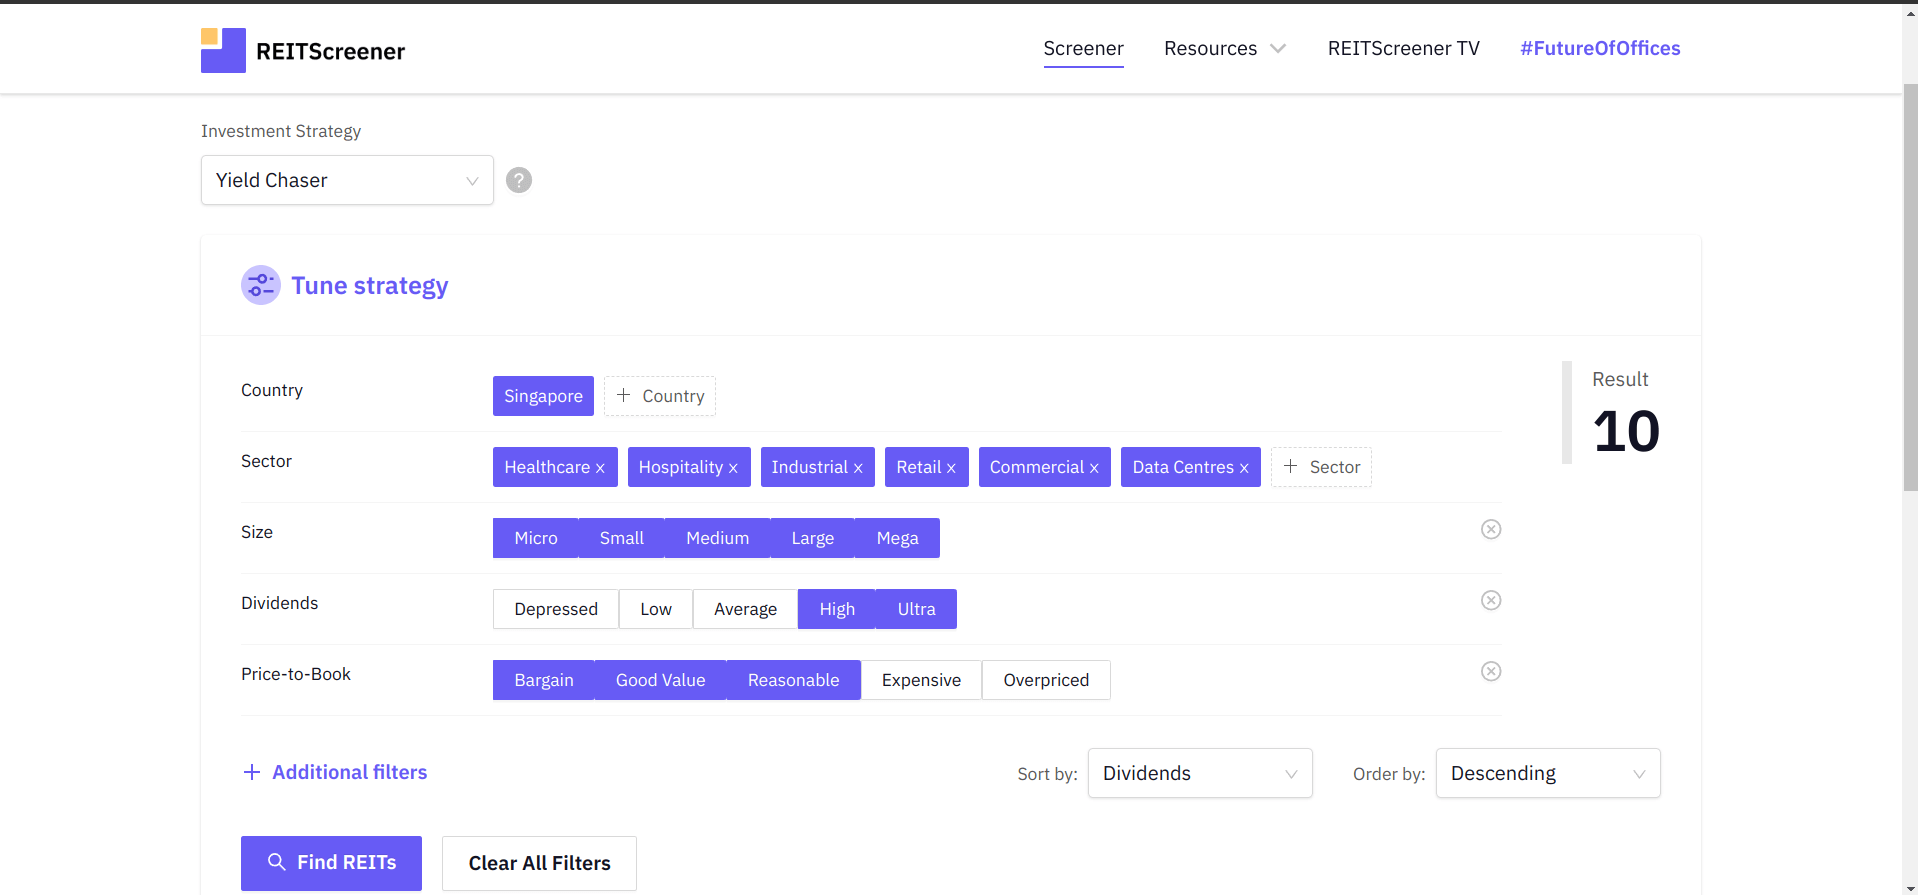 REITScreener
Screener Resources REITScreener TV #FutureOfOffices
Investment Strategy
Yield Chaser
?
Tune strategy
Country Singapore + Country
Result
10
Sector Healthcare x Hospitality x Industrial x Retail x Commercial x Data Centres x + Sector
Size Micro Small Medium Large Mega
Dividends Depressed Low Average High Ultra
Price-to-Book Bargain Good Value Reasonable Expensive Overpriced
+ Additional filters Sort by: Dividends Order by: Descending
Find REITs Clear All Filters